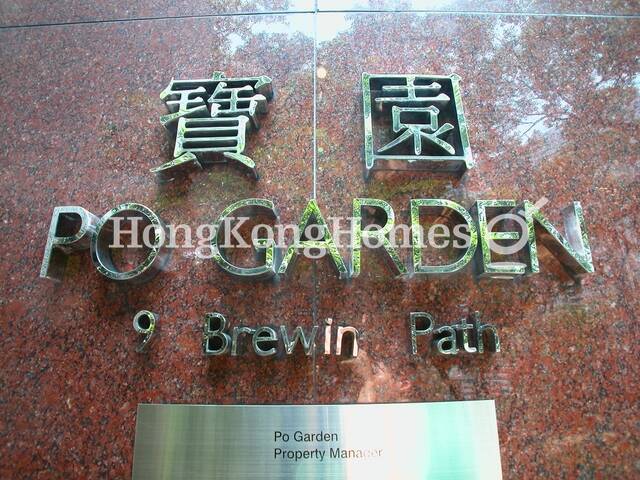 寶園
PO GARDEN
HongKongHomes
9 Brewin Path
Po Garden
Property Manager